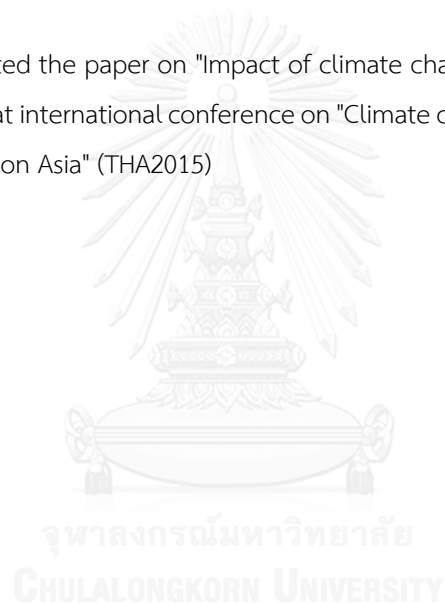 ted the paper on "Impact of climate cha
at international conference on "Climate c
on Asia" (THA2015)
จุฬาลงกรณ์มหาวิทยาลัย
CHULALONGKORN UNIVERSITY